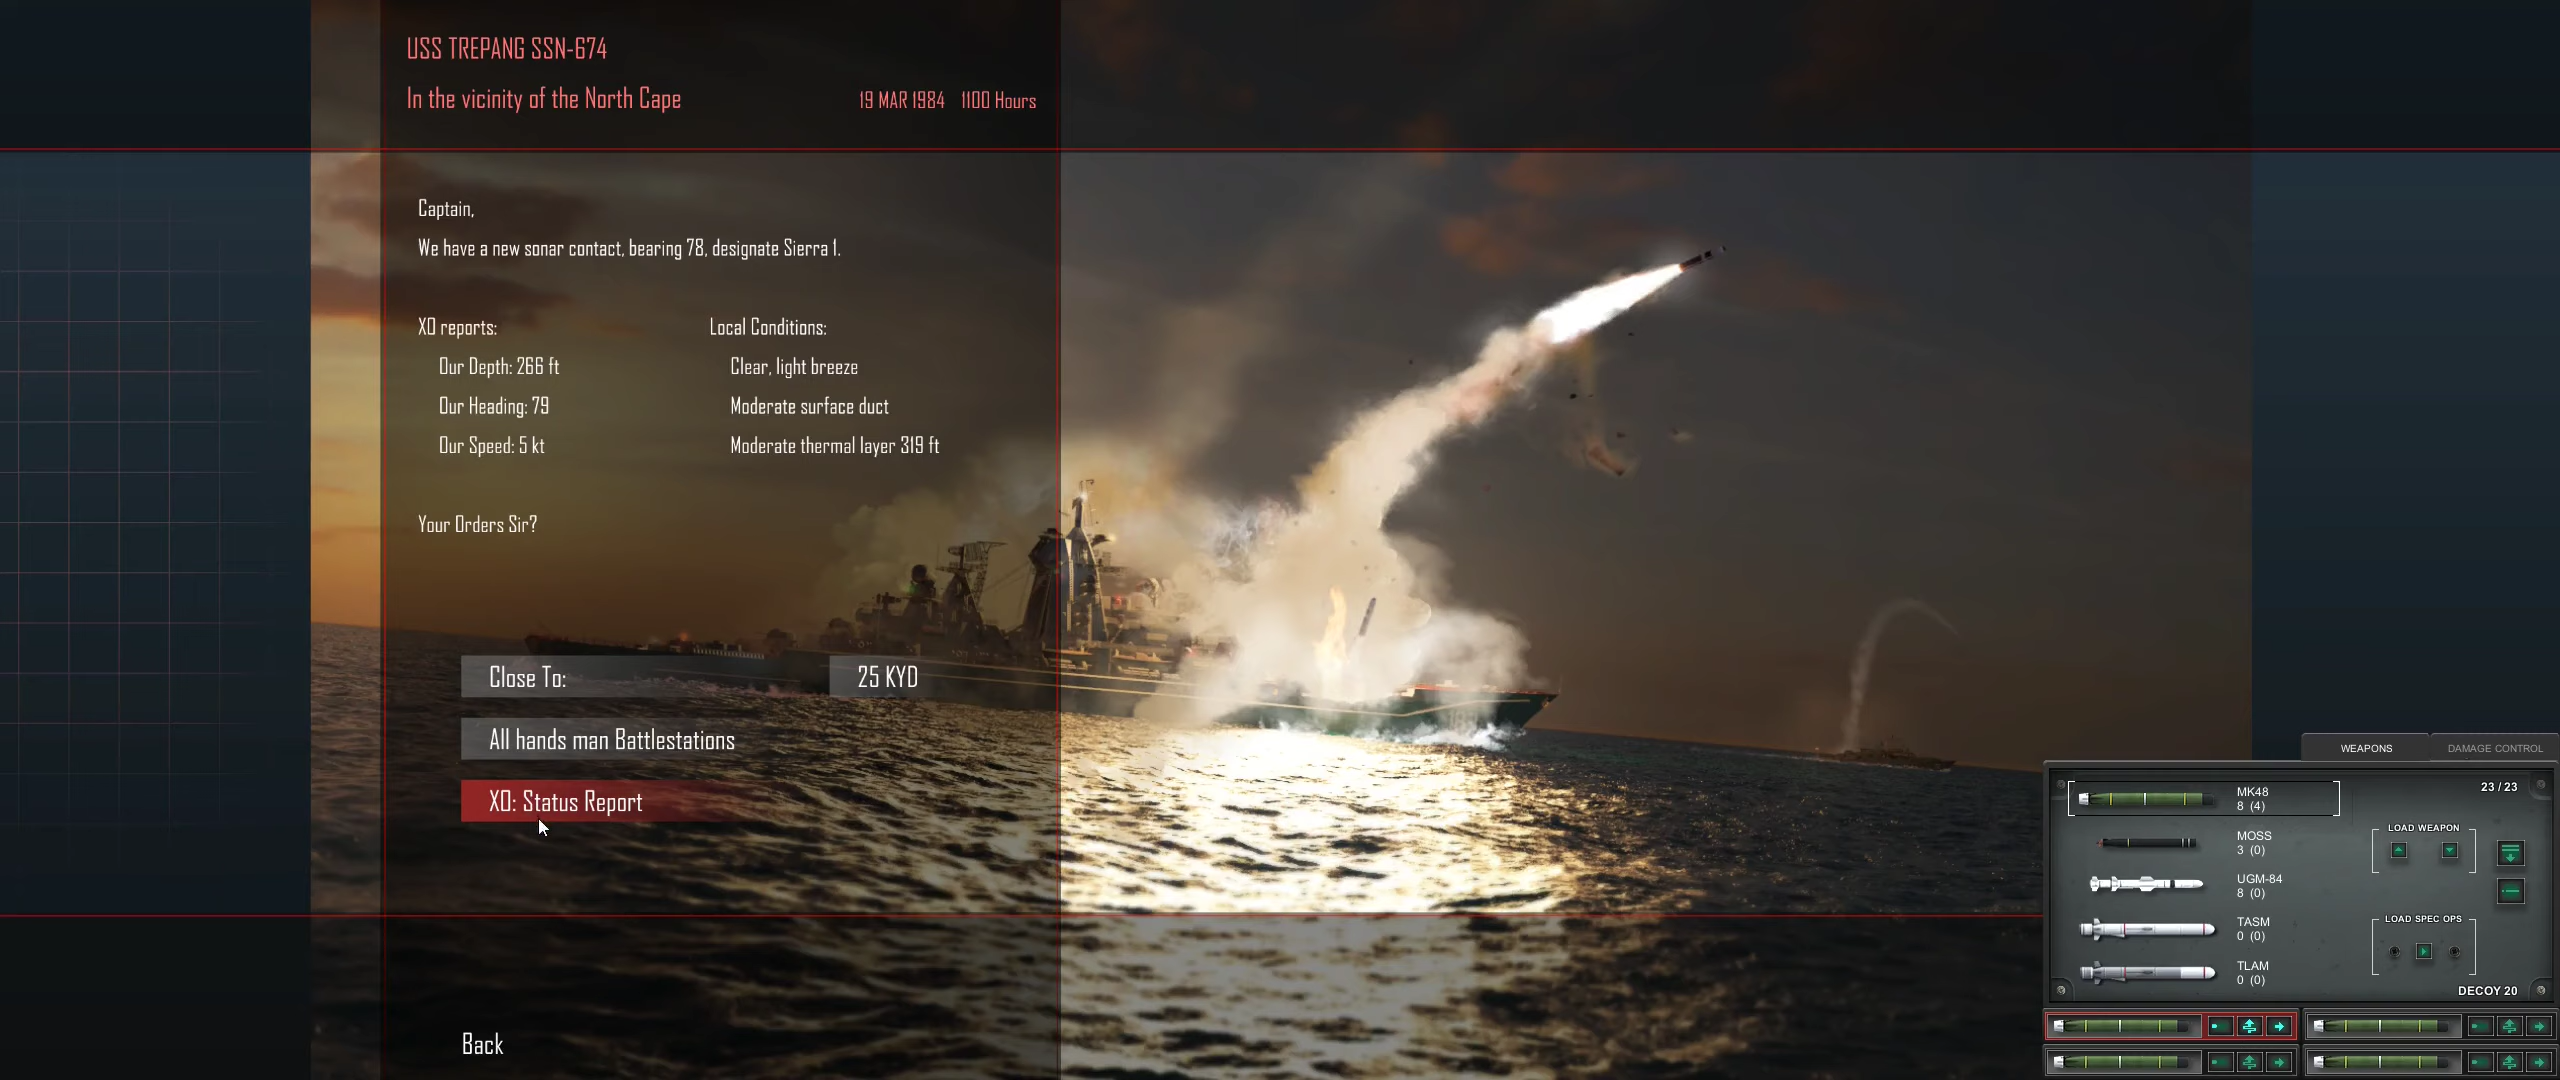 USS TREPANG SSN-674
In the vicinity of the North Cape
19 MAR 1984 1100 Hours
Captain,
We have a new sonar contact, bearing 78, designate Sierra 1.
XO reports:
Our Depth: 266 ft
Our Heading: 79
Our Speed: 5 kt
Local Conditions:
Clear, light breeze
Moderate surface duct
Moderate thermal layer 319 ft
Your Orders Sir?
Close To:
25 KYD
All hands man Battlestations
XO: Status Report
Back
WEAPONS
DAMAGE CONTROL
MK48
8 (4)
MOSS
3 (0)
UGM-84
8 (0)
TASM
0 (0)
TLAM
0 (0)
23 / 23
LOAD WEAPON
LOAD SPEC OPS
DECOY 20